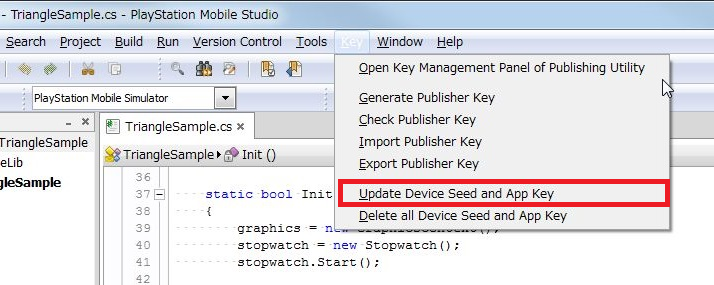 - TriangleSample.cs - PlayStation Mobile Studio
Search Project Build Run Version Control Tools Key Window Help
Open Key Management Panel of Publishing Utility
Generate Publisher Key
Check Publisher Key
Import Publisher Key
Export Publisher Key
Update Device Seed and App Key
Delete all Device Seed and App Key
PlayStation Mobile Simulator
TriangleSample
eLib
gleSample
TriangleSample.cs ×
TriangleSample Init ()
36
37 static bool Init
38 {
39 graphics = new
40 stopwatch = new Stopwatch();
41 stopwatch.Start();
42